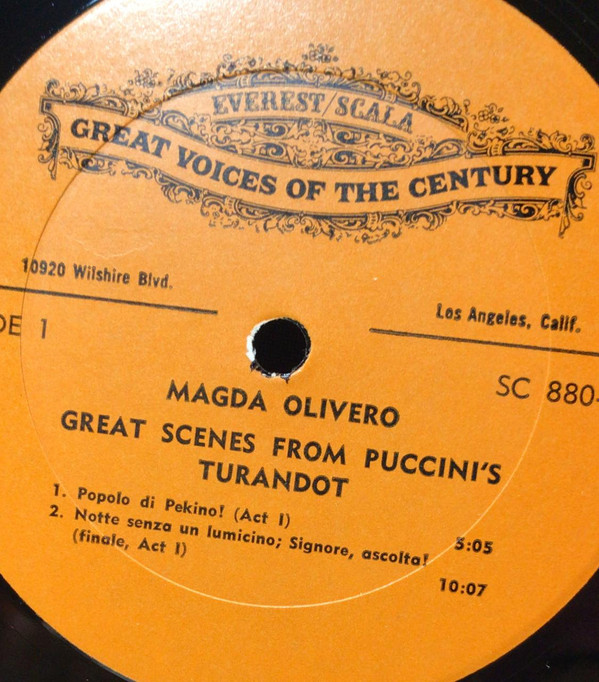 EVEREST/SCALA
GREAT VOICES OF THE CENTURY
10920 Wilshire Blvd.
Los Angeles, Calif.
DE 1
SC 880-
MAGDA OLIVERO
GREAT SCENES FROM PUCCINI'S
TURANDOT
1. Popolo di Pekino! (Act I)
5:05
2. Notte senza un lumicino; Signore, ascolta!
(finale, Act I)
10:07